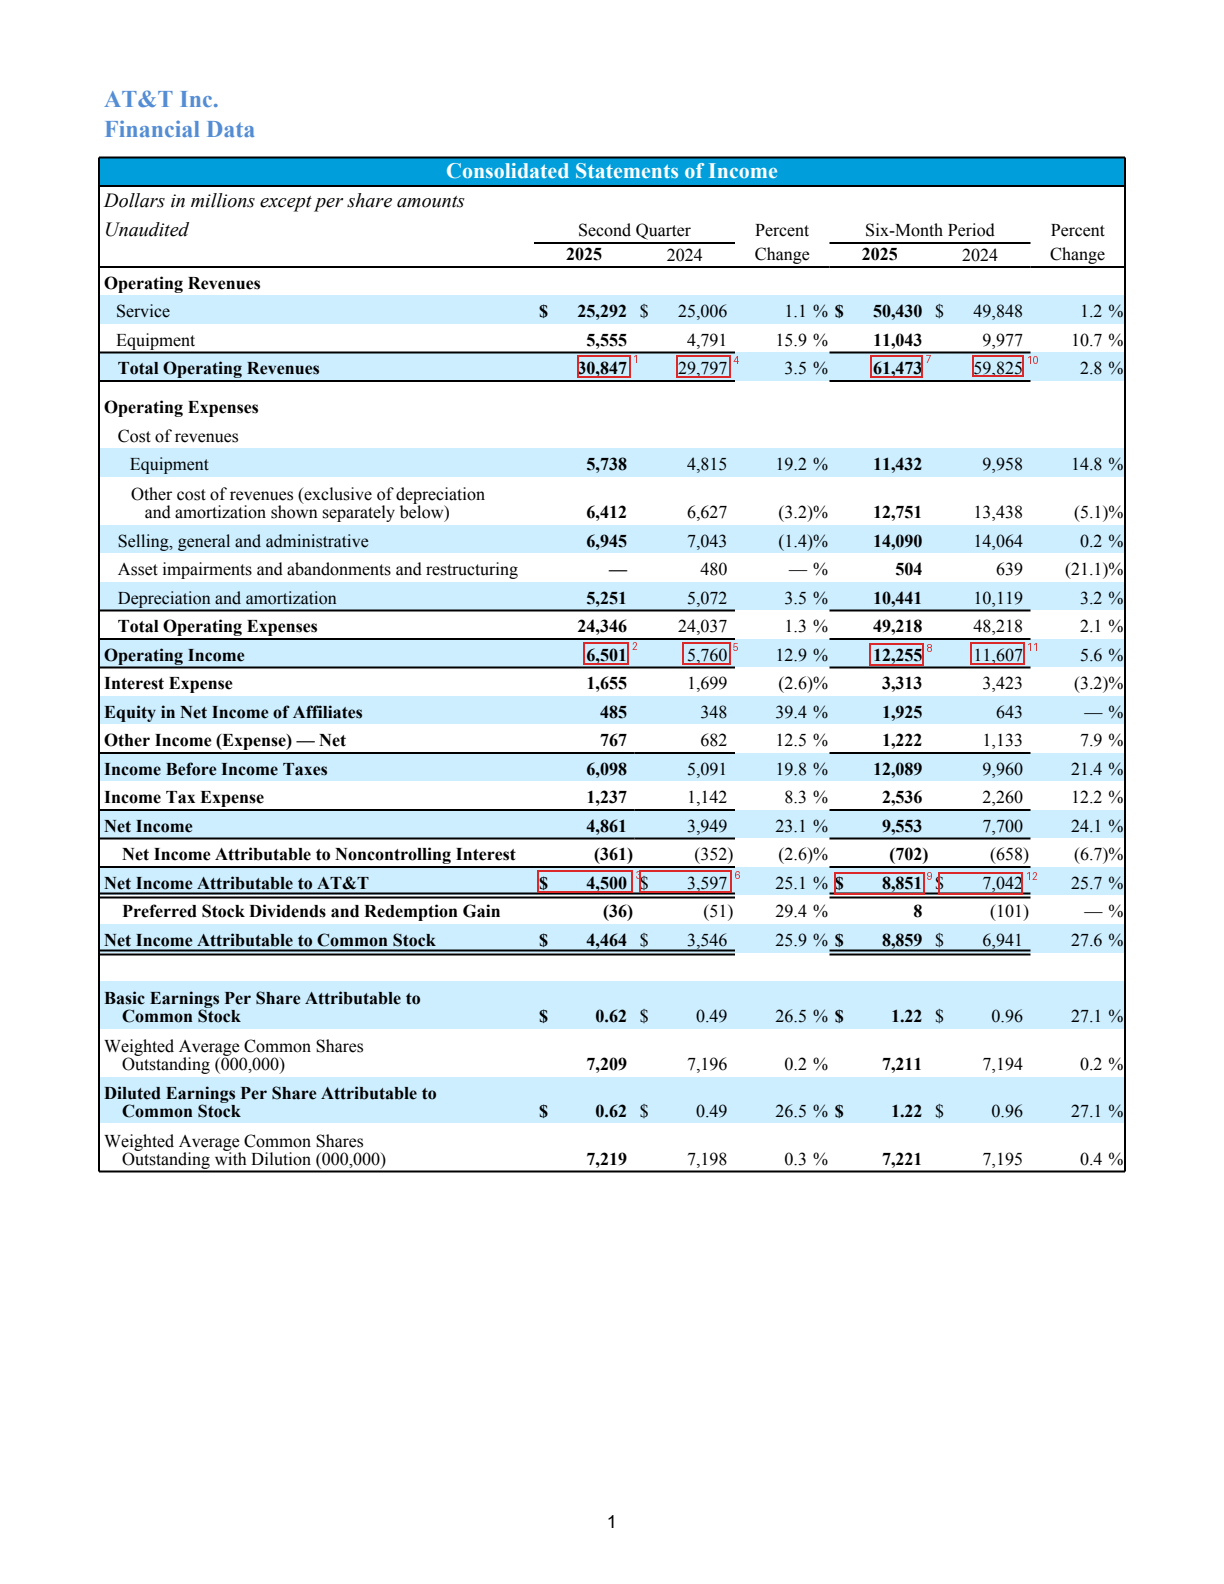 AT&T Inc.
Financial Data
Consolidated Statements of Income
Dollars in millions except per share amounts
Unaudited Second Quarter Percent Six-Month Period Percent
2025 2024 Change 2025 2024 Change
Operating Revenues
Service $ 25,292 $ 25,006 1.1 % $ 50,430 $ 49,848 1.2 %
Equipment 5,555 4,791 15.9 % 11,043 9,977 10.7 %
Total Operating Revenues 30,847 1 29,797 4 3.5 % 61,473 7 59,825 10 2.8 %
Operating Expenses
Cost of revenues
Equipment 5,738 4,815 19.2 % 11,432 9,958 14.8 %
Other cost of revenues (exclusive of depreciation
and amortization shown separately below) 6,412 6,627 (3.2)% 12,751 13,438 (5.1)%
Selling, general and administrative 6,945 7,043 (1.4)% 14,090 14,064 0.2 %
Asset impairments and abandonments and restructuring — 480 — % 504 639 (21.1)%
Depreciation and amortization 5,251 5,072 3.5 % 10,441 10,119 3.2 %
Total Operating Expenses 24,346 24,037 1.3 % 49,218 48,218 2.1 %
Operating Income 6,501 2 5,760 5 12.9 % 12,255 8 11,607 11 5.6 %
Interest Expense 1,655 1,699 (2.6)% 3,313 3,423 (3.2)%
Equity in Net Income of Affiliates 485 348 39.4 % 1,925 643 — %
Other Income (Expense) — Net 767 682 12.5 % 1,222 1,133 7.9 %
Income Before Income Taxes 6,098 5,091 19.8 % 12,089 9,960 21.4 %
Income Tax Expense 1,237 1,142 8.3 % 2,536 2,260 12.2 %
Net Income 4,861 3,949 23.1 % 9,553 7,700 24.1 %
Net Income Attributable to Noncontrolling Interest (361) (352) (2.6)% (702) (658) (6.7)%
Net Income Attributable to AT&T $ 4,500 3 $ 3,597 6 25.1 % $ 8,851 9 $ 7,042 12 25.7 %
Preferred Stock Dividends and Redemption Gain (36) (51) 29.4 % 8 (101) — %
Net Income Attributable to Common Stock $ 4,464 $ 3,546 25.9 % $ 8,859 $ 6,941 27.6 %
Basic Earnings Per Share Attributable to
Common Stock $ 0.62 $ 0.49 26.5 % $ 1.22 $ 0.96 27.1 %
Weighted Average Common Shares
Outstanding (000,000) 7,209 7,196 0.2 % 7,211 7,194 0.2 %
Diluted Earnings Per Share Attributable to
Common Stock $ 0.62 $ 0.49 26.5 % $ 1.22 $ 0.96 27.1 %
Weighted Average Common Shares
Outstanding with Dilution (000,000) 7,219 7,198 0.3 % 7,221 7,195 0.4 %
1